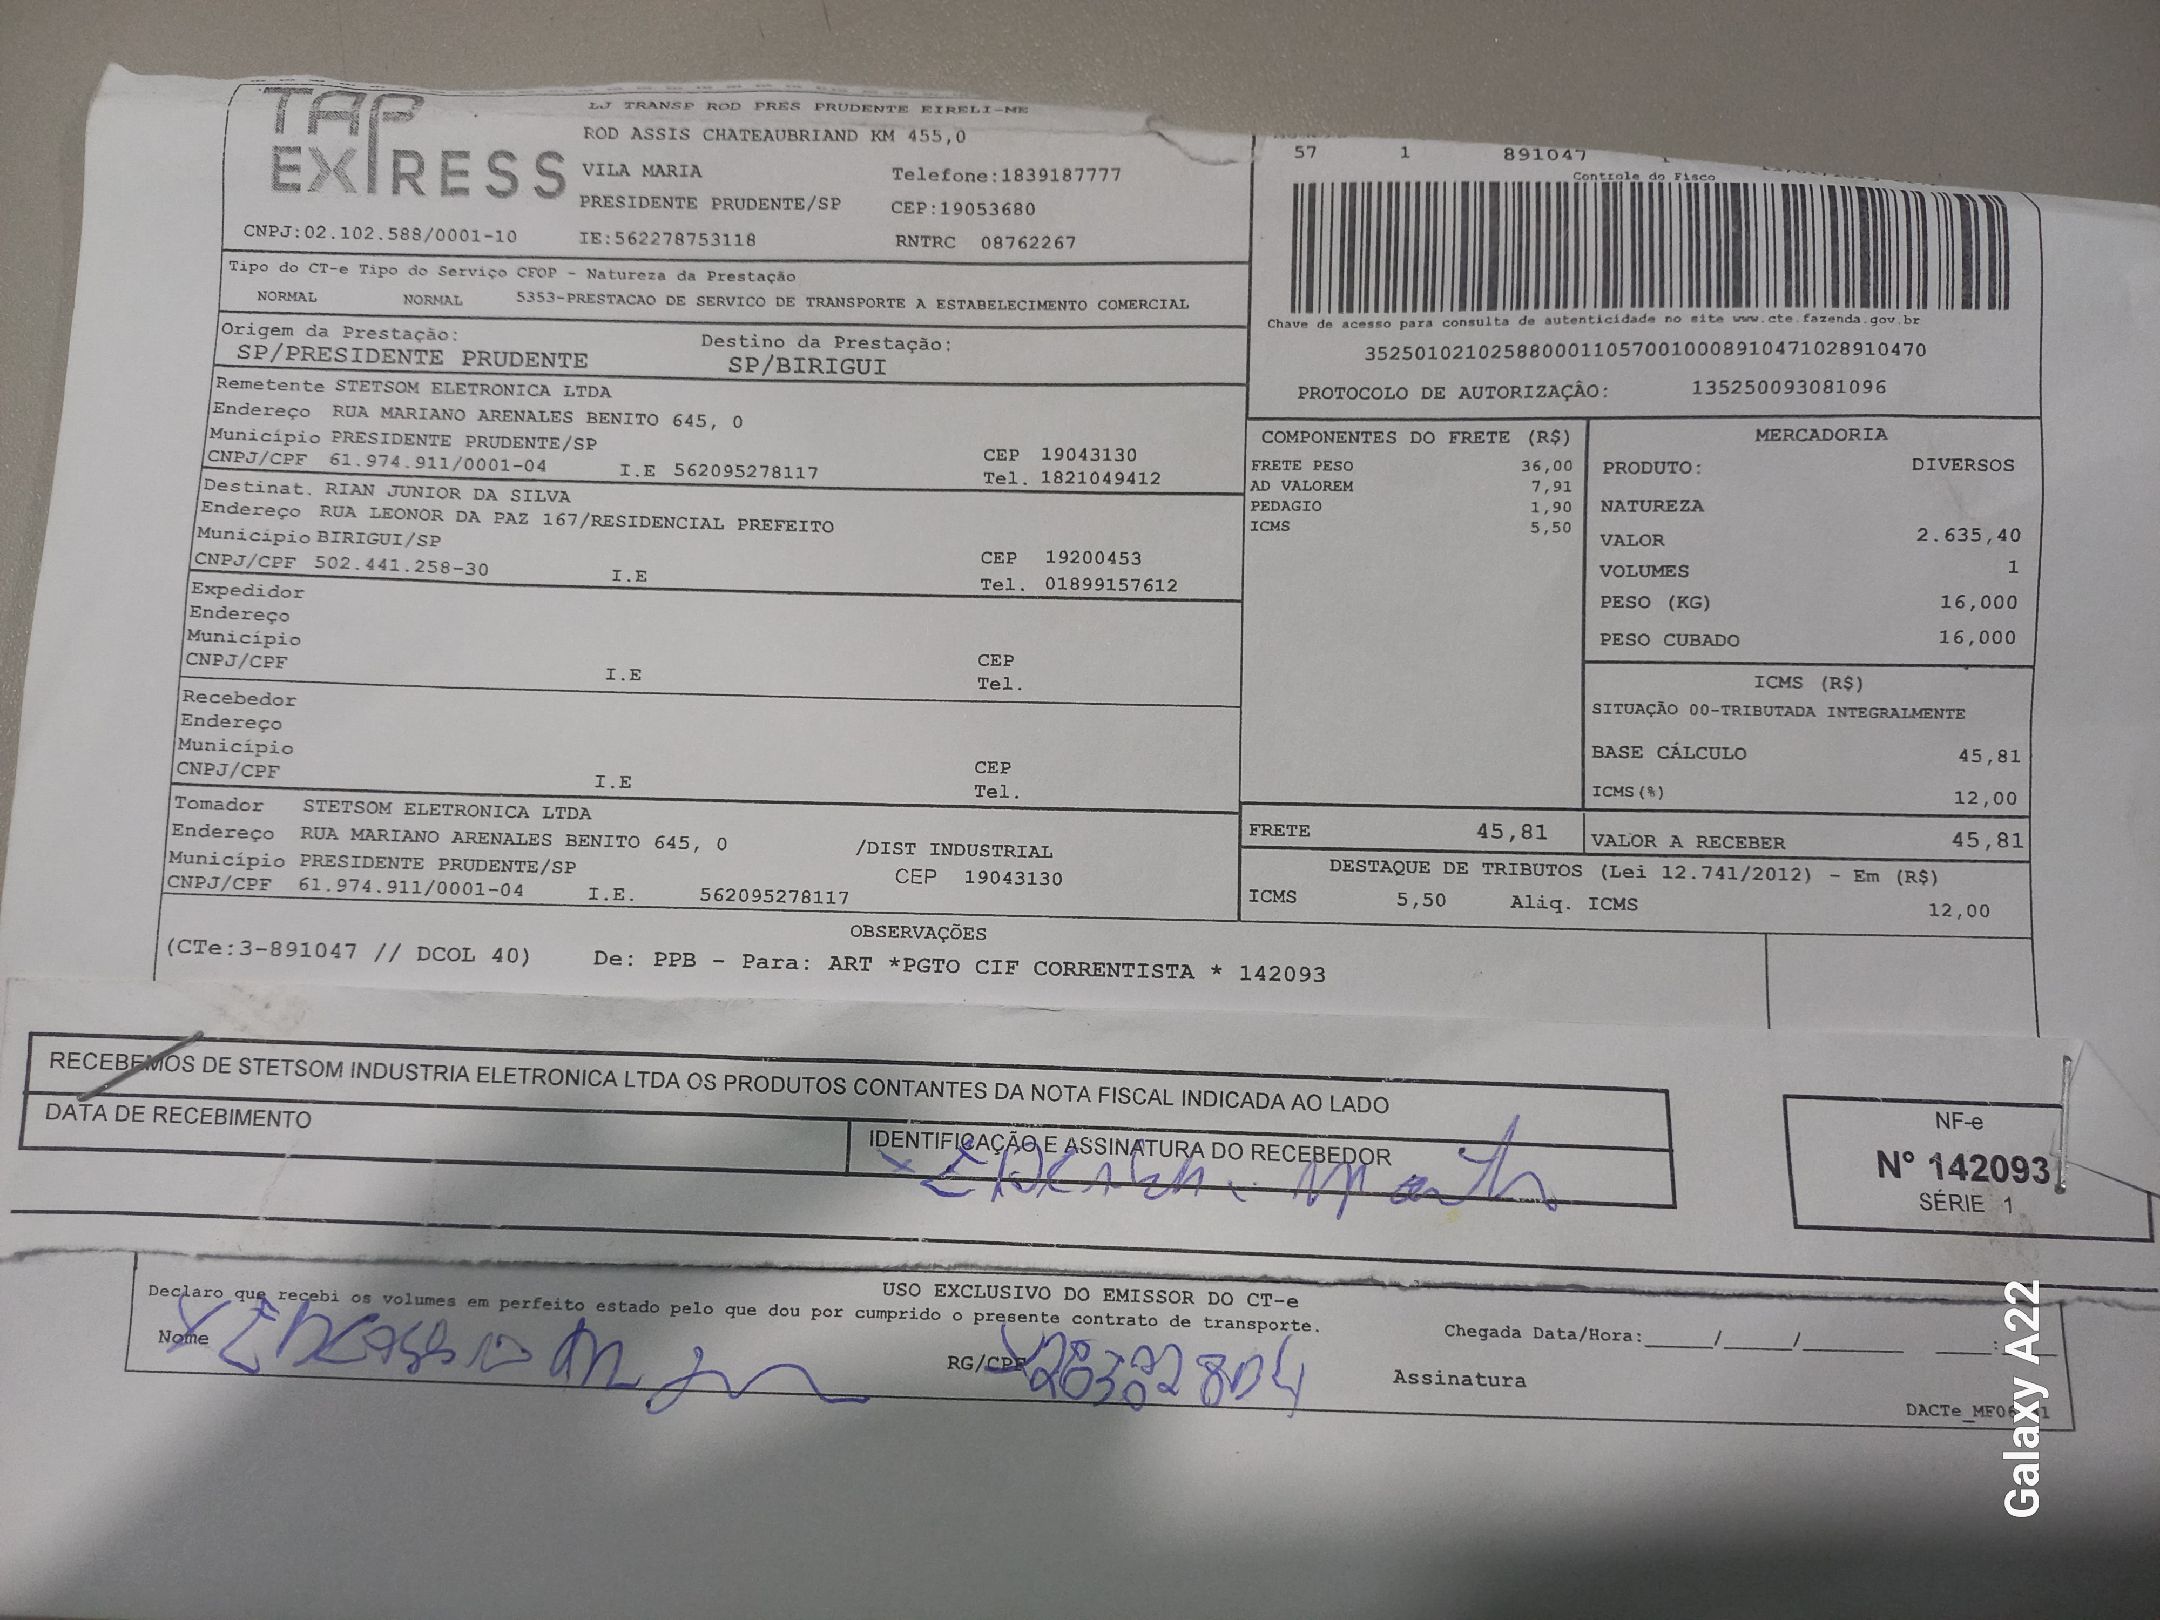 TAP
EXPRESS
LJ TRANSP ROD PRES PRUDENTE EIRELI-ME
ROD ASSIS CHATEAUBRIAND KM 455,0
VILA MARIA Telefone:1839187777
PRESIDENTE PRUDENTE/SP CEP:19053680
CNPJ:02.102.588/0001-10 IE:562278753118 RNTRC 08762267
57 1 891047
Controle do Fisco
Chave de acesso para consulta de autenticidade no site www.cte.fazenda.gov.br
35250102102588000110570010008910471028910470
PROTOCOLO DE AUTORIZAÇÃO: 135250093081096
Tipo do CT-e Tipo do Serviço CFOP - Natureza da Prestação
NORMAL NORMAL 5353-PRESTACAO DE SERVICO DE TRANSPORTE A ESTABELECIMENTO COMERCIAL
Origem da Prestação: Destino da Prestação:
SP/PRESIDENTE PRUDENTE SP/BIRIGUI
Remetente STETSOM ELETRONICA LTDA
Endereço RUA MARIANO ARENALES BENITO 645, 0
Município PRESIDENTE PRUDENTE/SP CEP 19043130
CNPJ/CPF 61.974.911/0001-04 I.E 562095278117 Tel. 1821049412
Destinat. RIAN JUNIOR DA SILVA
Endereço RUA LEONOR DA PAZ 167/RESIDENCIAL PREFEITO
Município BIRIGUI/SP CEP 19200453
CNPJ/CPF 502.441.258-30 I.E Tel. 01899157612
Expedidor
Endereço
Município CEP
CNPJ/CPF I.E Tel.
Recebedor
Endereço
Município CEP
CNPJ/CPF I.E Tel.
Tomador STETSOM ELETRONICA LTDA
Endereço RUA MARIANO ARENALES BENITO 645, 0 /DIST INDUSTRIAL
Município PRESIDENTE PRUDENTE/SP CEP 19043130
CNPJ/CPF 61.974.911/0001-04 I.E. 562095278117
COMPONENTES DO FRETE (R$)
FRETE PESO 36,00
AD VALOREM 7,91
PEDAGIO 1,90
ICMS 5,50
MERCADORIA
PRODUTO: DIVERSOS
NATUREZA
VALOR 2.635,40
VOLUMES 1
PESO (KG) 16,000
PESO CUBADO 16,000
ICMS (R$)
SITUAÇÃO 00-TRIBUTADA INTEGRALMENTE
BASE CÁLCULO 45,81
ICMS(%) 12,00
FRETE 45,81 VALOR A RECEBER 45,81
DESTAQUE DE TRIBUTOS (Lei 12.741/2012) - Em (R$)
ICMS 5,50 Aliq. ICMS 12,00
OBSERVAÇÕES
(CTe:3-891047 // DCOL 40) De: PPB - Para: ART *PGTO CIF CORRENTISTA * 142093
RECEBEMOS DE STETSOM INDUSTRIA ELETRONICA LTDA OS PRODUTOS CONTANTES DA NOTA FISCAL INDICADA AO LADO
DATA DE RECEBIMENTO
IDENTIFICAÇÃO E ASSINATURA DO RECEBEDOR
NF-e
N° 142093
SÉRIE 1
USO EXCLUSIVO DO EMISSOR DO CT-e
Declaro que recebi os volumes em perfeito estado pelo que dou por cumprido o presente contrato de transporte.
Nome RG/CPF Chegada Data/Hora:____/____/______ ____:____
Assinatura
Galaxy A22